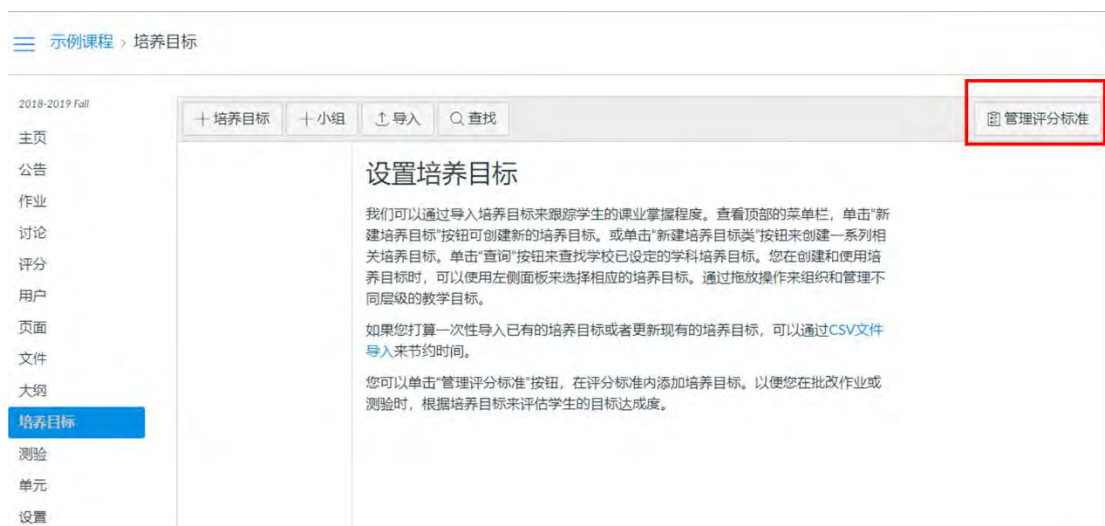 示例课程 > 培养目标
2018-2019 Fall
主页
公告
作业
讨论
评分
用户
页面
文件
大纲
培养目标
测验
单元
设置
+ 培养目标 + 小组 导入 查找 管理评分标准
设置培养目标
我们可以通过导入培养目标来跟踪学生的课业掌握程度。查看顶部的菜单栏，单击“新
建培养目标”按钮可创建新的培养目标。或单击“新建培养目标类”按钮来创建一系列相
关培养目标。单击“查询”按钮来查找学校已设定的学科培养目标。您在创建和使用培
养目标时，可以使用左侧面板来选择相应的培养目标。通过拖放操作来组织和管理不
同层级的教学目标。
如果您打算一次性导入已有的培养目标或者更新现有的培养目标，可以通过CSV文件
导入来节约时间。
您可以单击“管理评分标准”按钮，在评分标准内添加培养目标。以便您在批改作业或
测验时，根据培养目标来评估学生的目标达成度。